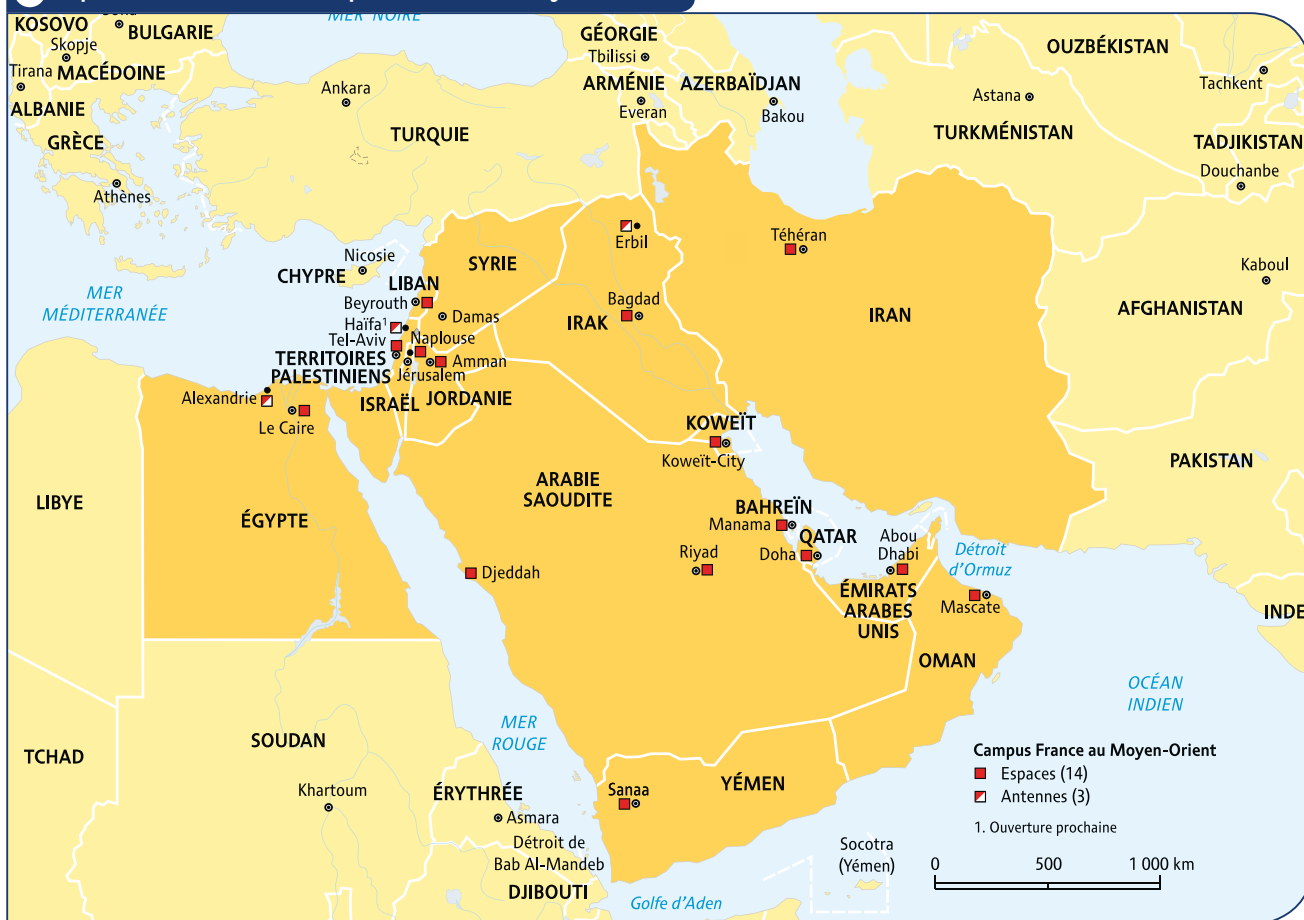 MER NOIRE
KOSOVO
BULGARIE
Skopje
Tirana
MACÉDOINE
ALBANIE
GRÈCE
Athènes
Ankara
TURQUIE
GÉORGIE
Tbilissi
ARMÉNIE
Everan
AZERBAÏDJAN
Bakou
OUZBÉKISTAN
Tachkent
Astana
TURKMÉNISTAN
TADJIKISTAN
Douchanbe
Kaboul
AFGHANISTAN
PAKISTAN
INDE
Nicosie
CHYPRE
MER
MÉDITERRANÉE
SYRIE
LIBAN
Beyrouth
Damas
Haïfa¹
Tel-Aviv
Naplouse
TERRITOIRES
PALESTINIENS
Jérusalem
Amman
ISRAËL
JORDANIE
Erbil
Bagdad
IRAK
Téhéran
IRAN
Alexandrie
Le Caire
LIBYE
ÉGYPTE
KOWEÏT
Koweït-City
ARABIE
SAOUDITE
BAHREÏN
Manama
QATAR
Doha
Riyad
Djeddah
Abou
Dhabi
ÉMIRATS
ARABES
UNIS
Détroit
d'Ormuz
Mascate
OMAN
OCÉAN
INDIEN
MER
ROUGE
TCHAD
SOUDAN
Khartoum
ÉRYTHRÉE
Asmara
Détroit de
Bab Al-Mandeb
DJIBOUTI
Sanaa
YÉMEN
Golfe d'Aden
Socotra
(Yémen)
Campus France au Moyen-Orient
Espaces (14)
Antennes (3)
1. Ouverture prochaine
0 500 1 000 km